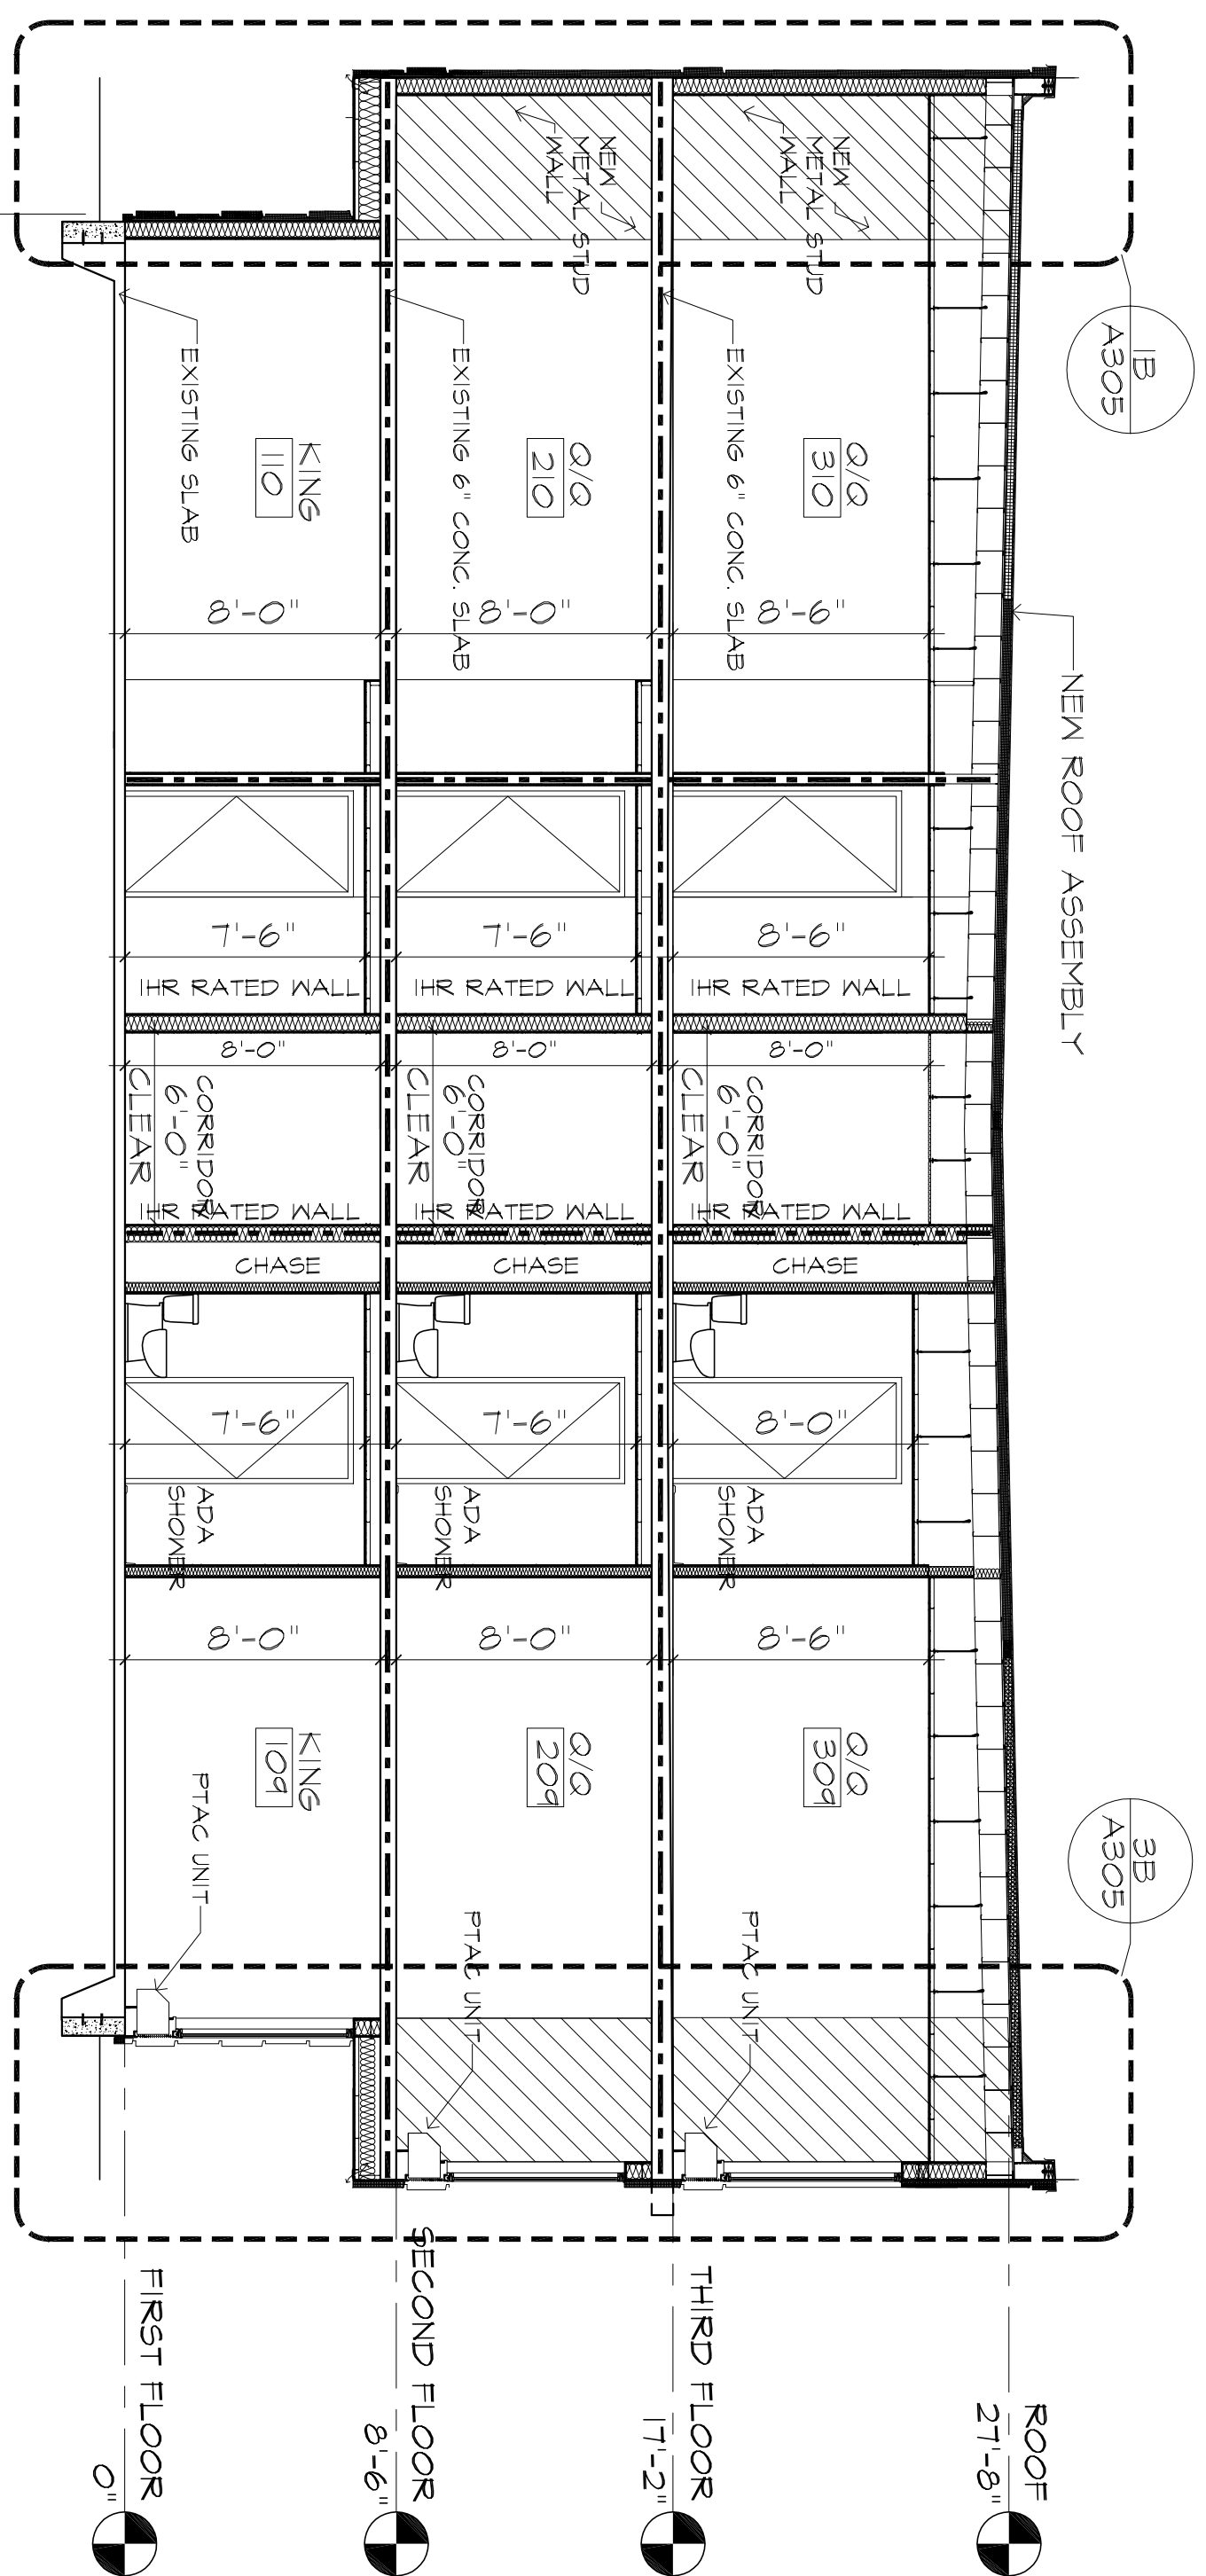 1B
A305
NEW ROOF ASSEMBLY
3B
A305
NEW
METAL STUD
WALL
NEW
METAL STUD
WALL
EXISTING 6" CONC. SLAB
EXISTING 6" CONC. SLAB
EXISTING SLAB
Q/Q
310
8'-6"
8'-6"
1HR RATED WALL
8'-0"
CORRIDOR
6'-0"
CLEAR
1HR RATED WALL
CHASE
8'-0"
ADA
SHOWER
8'-6"
Q/Q
309
PTAC UNIT
Q/Q
210
8'-0"
7'-6"
1HR RATED WALL
8'-0"
CORRIDOR
6'-0"
CLEAR
1HR RATED WALL
CHASE
7'-6"
ADA
SHOWER
8'-0"
Q/Q
209
PTAC UNIT
KING
110
8'-0"
7'-6"
1HR RATED WALL
8'-0"
CORRIDOR
6'-0"
CLEAR
1HR RATED WALL
CHASE
7'-6"
ADA
SHOWER
8'-0"
KING
109
PTAC UNIT
ROOF
27'-8"
THIRD FLOOR
17'-2"
SECOND FLOOR
8'-6"
FIRST FLOOR
0"